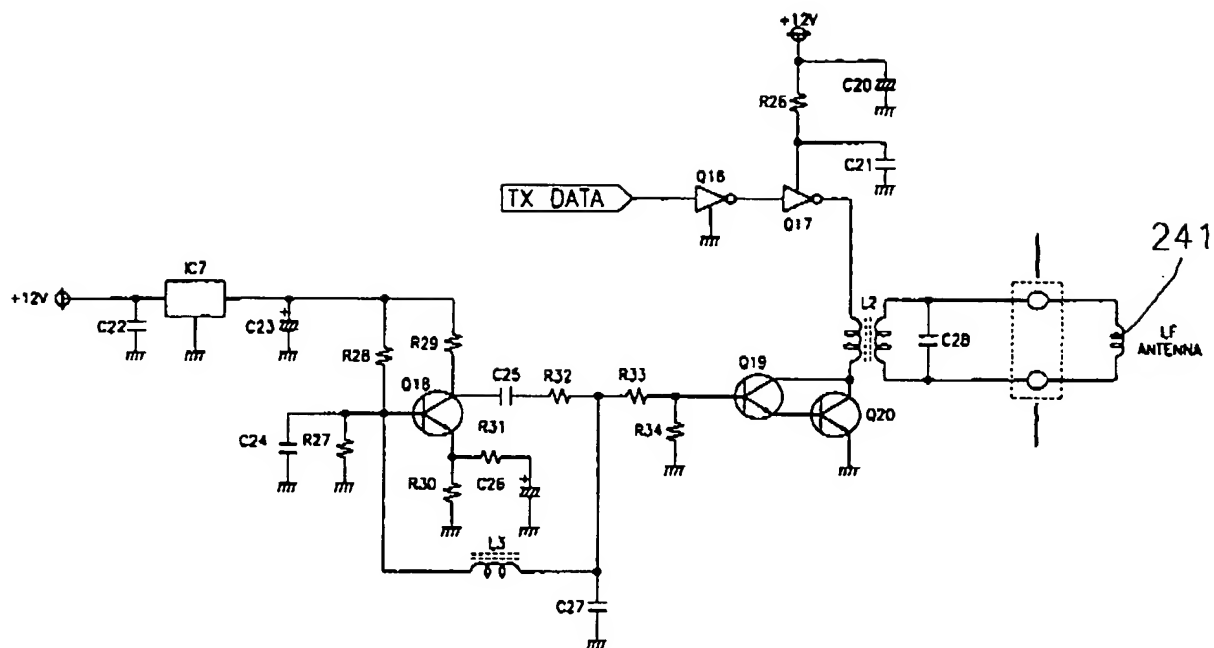 +12V
C20
R26
C21
Q16
TX DATA
Q17
241
IC7
+12V
L2
LF
ANTENNA
C22
C23
R28
R29
C28
Q18
C25
R32
R33
Q19
C24
R27
R31
R34
Q20
R30
C26
L3
C27